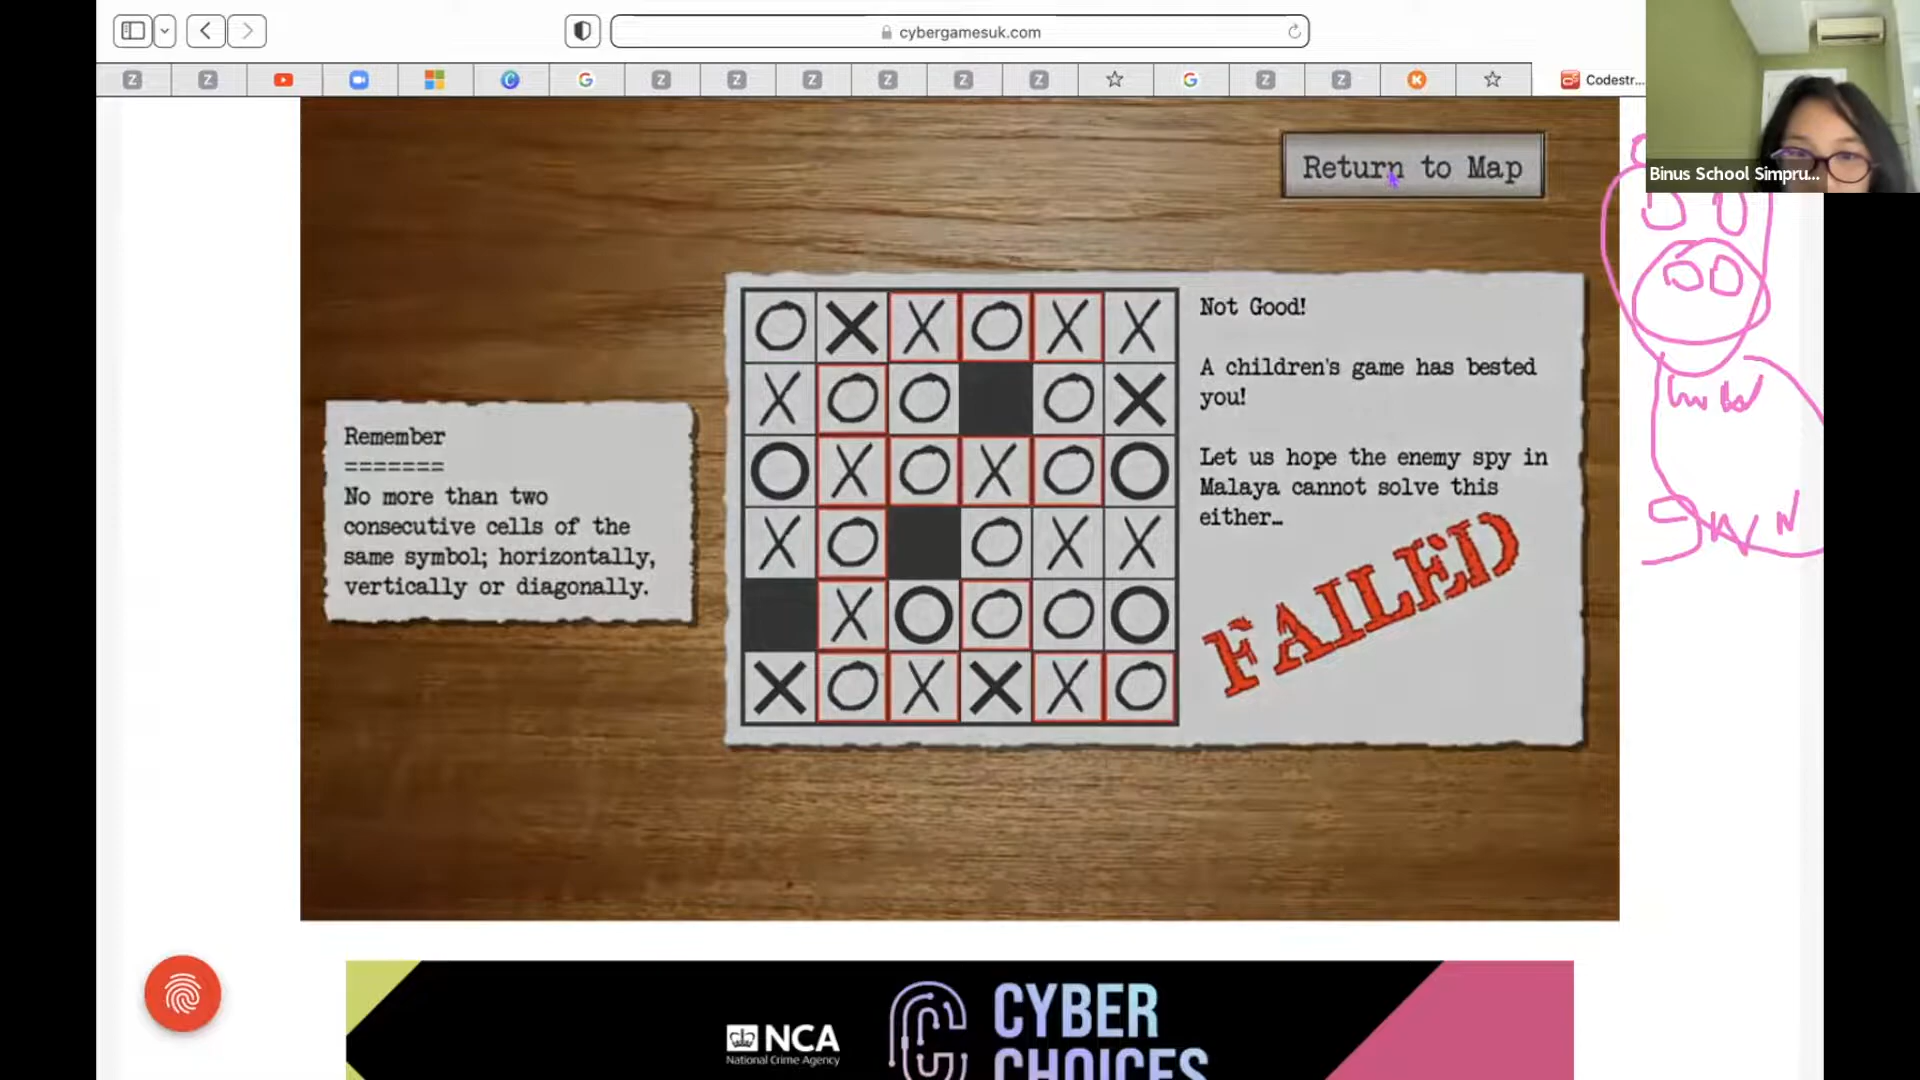 cybergamesuk.com
Codestr...
Return to Map
Binus School Simpru...
Remember
=======
No more than two
consecutive cells of the
same symbol; horizontally,
vertically or diagonally.
O X X O X X
X O O O X
O X O X O O
X O O X X
X O O O O
X O X X X O
Not Good!
A children's game has bested
you!
Let us hope the enemy spy in
Malaya cannot solve this
either…
FAILED
NCA
National Crime Agency
CYBER
CHOICES